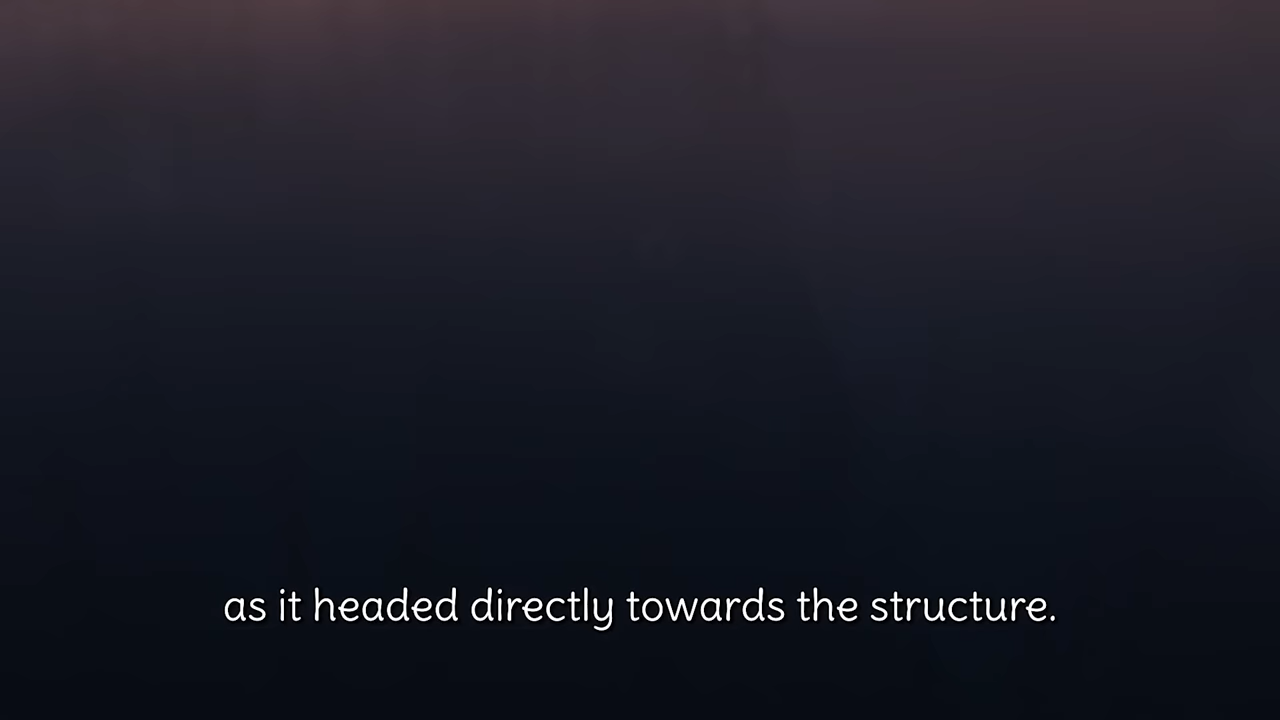 as it headed directly towards the structure.